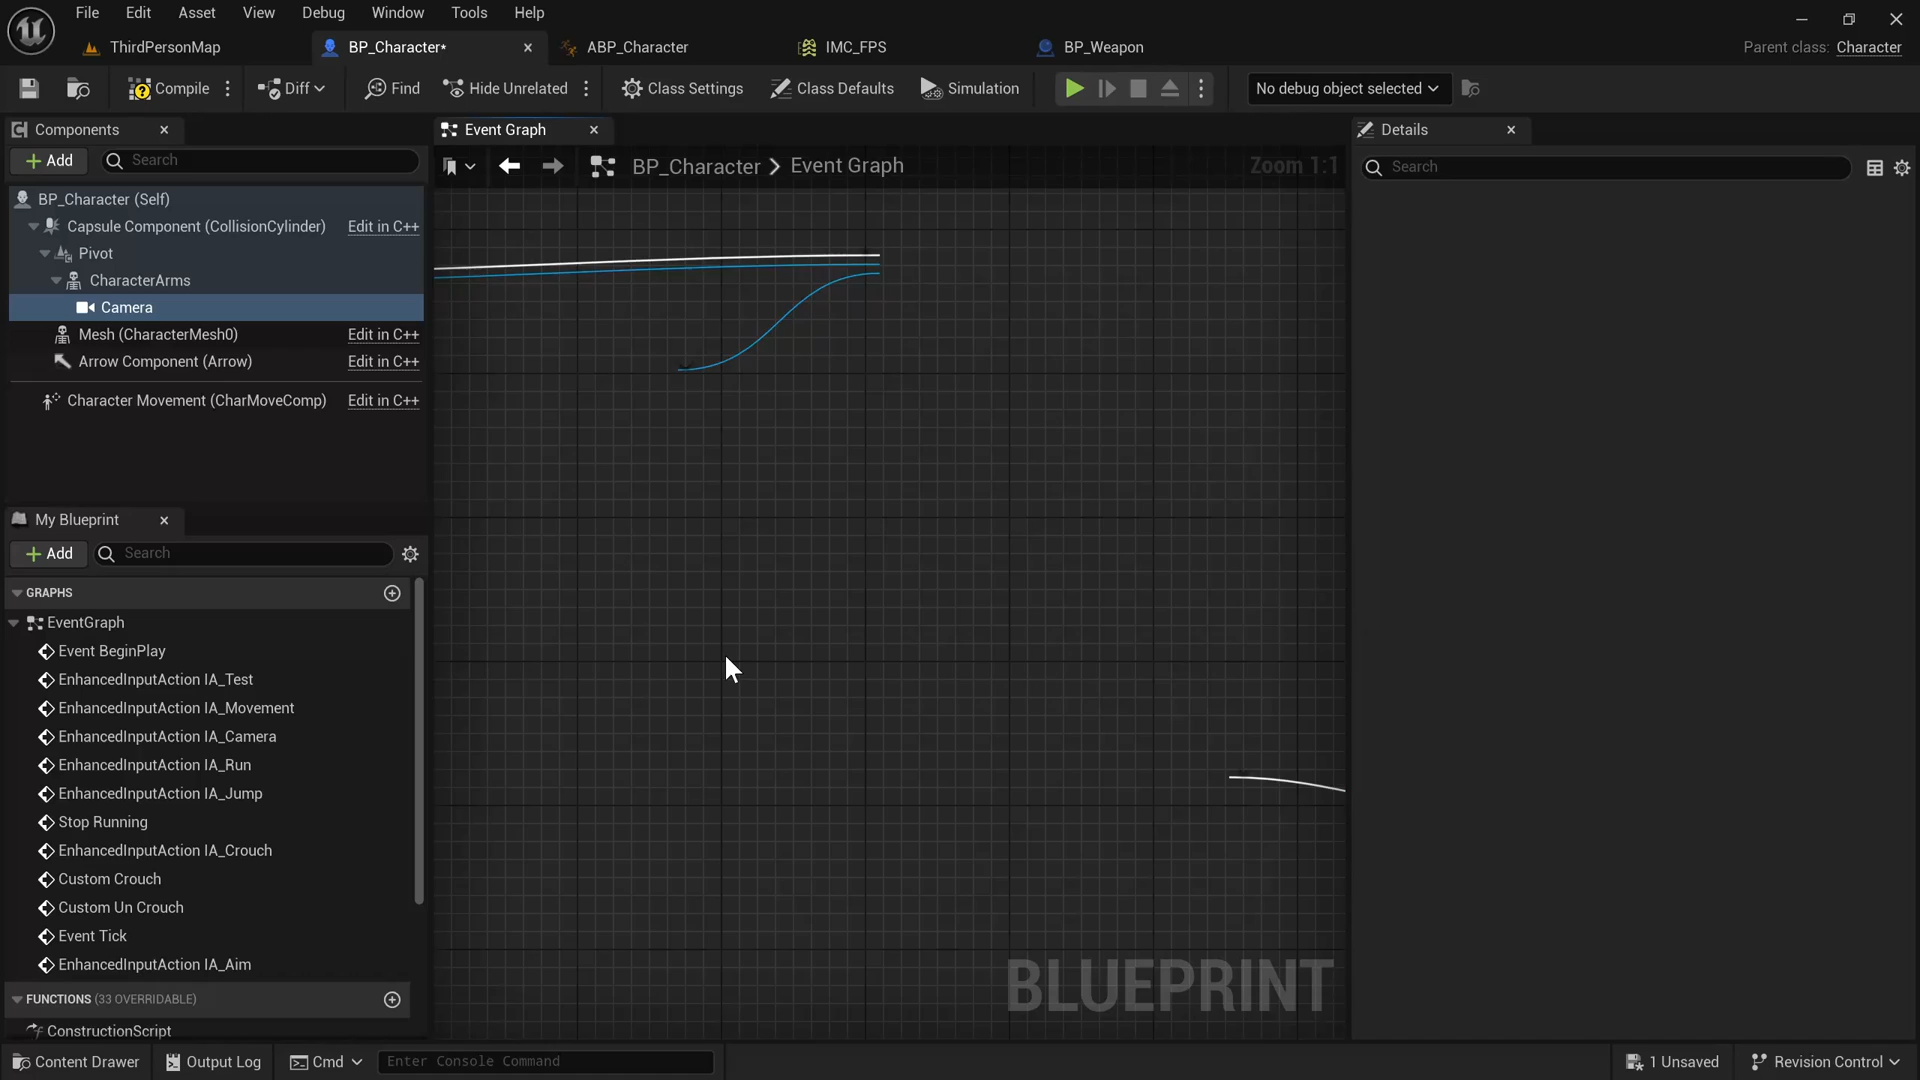 File Edit Asset View Debug Window Tools Help
ThirdPersonMap BP_Character* ABP_Character IMC_FPS BP_Weapon Parent class: Character
Compile Diff Find Hide Unrelated Class Settings Class Defaults Simulation No debug object selected
Components Event Graph Details
Add Search BP_Character Event Graph Zoom 1:1 Search
BP_Character (Self)
Capsule Component (CollisionCylinder) Edit in C++
Pivot
CharacterArms
Camera
Mesh (CharacterMesh0) Edit in C++
Arrow Component (Arrow) Edit in C++
Character Movement (CharMoveComp) Edit in C++
My Blueprint
Add Search
GRAPHS
EventGraph
Event BeginPlay
EnhancedInputAction IA_Test
EnhancedInputAction IA_Movement
EnhancedInputAction IA_Camera
EnhancedInputAction IA_Run
EnhancedInputAction IA_Jump
Stop Running
EnhancedInputAction IA_Crouch
Custom Crouch
Custom Un Crouch
Event Tick
EnhancedInputAction IA_Aim
BLUEPRINT
FUNCTIONS (33 OVERRIDABLE)
ConstructionScript
Content Drawer Output Log Cmd Enter Console Command 1 Unsaved Revision Control